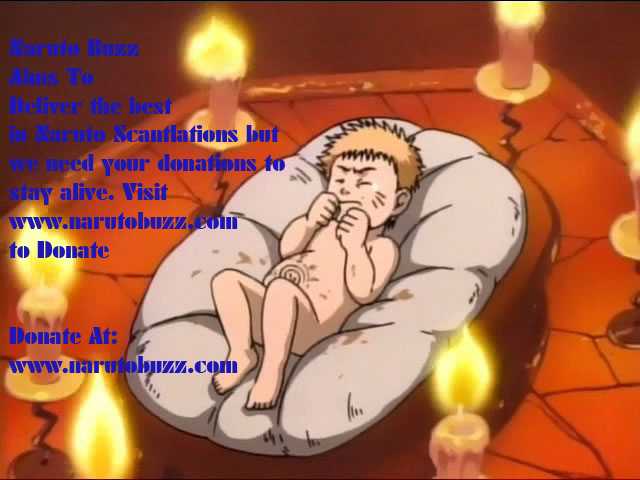 Naruto Buzz
Aims To
Deliver the best
in Naruto Scantlations but
we need your donations to
stay alive. Visit
www.narutobuzz.com
to Donate
Donate At:
www.narutobuzz.com